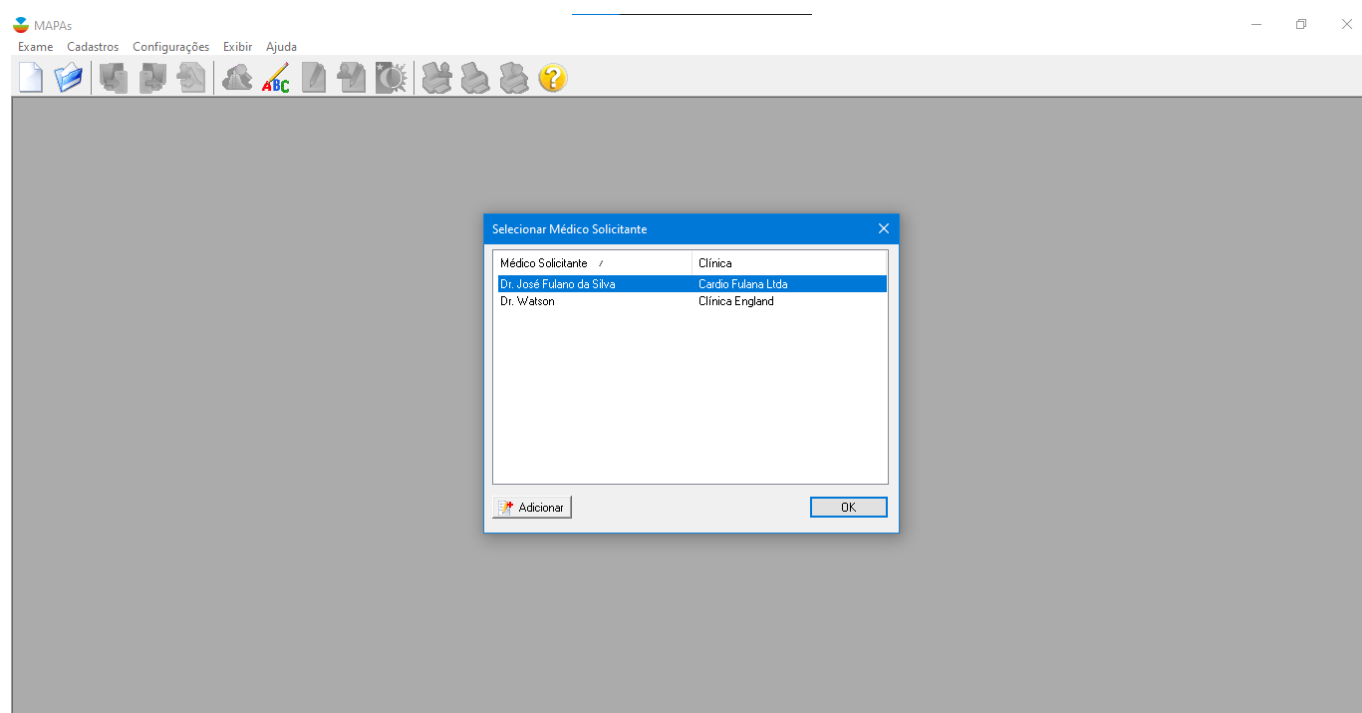 MAPAs
Exame Cadastros Configurações Exibir Ajuda
ABC
Selecionar Médico Solicitante
Médico Solicitante Clínica
Dr. José Fulano da Silva Cardio Fulana Ltda
Dr. Watson Clínica England
Adicionar OK